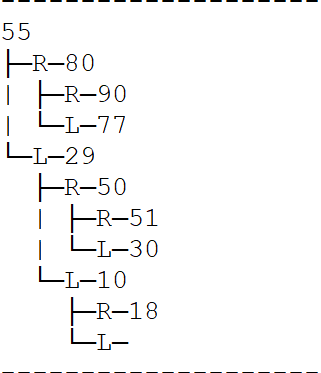 --------------------
55
├─R─80
| ├─R─90
| └─L─77
└─L─29
  ├─R─50
  | ├─R─51
  | └─L─30
  └─L─10
    ├─R─18
    └─L─
--------------------